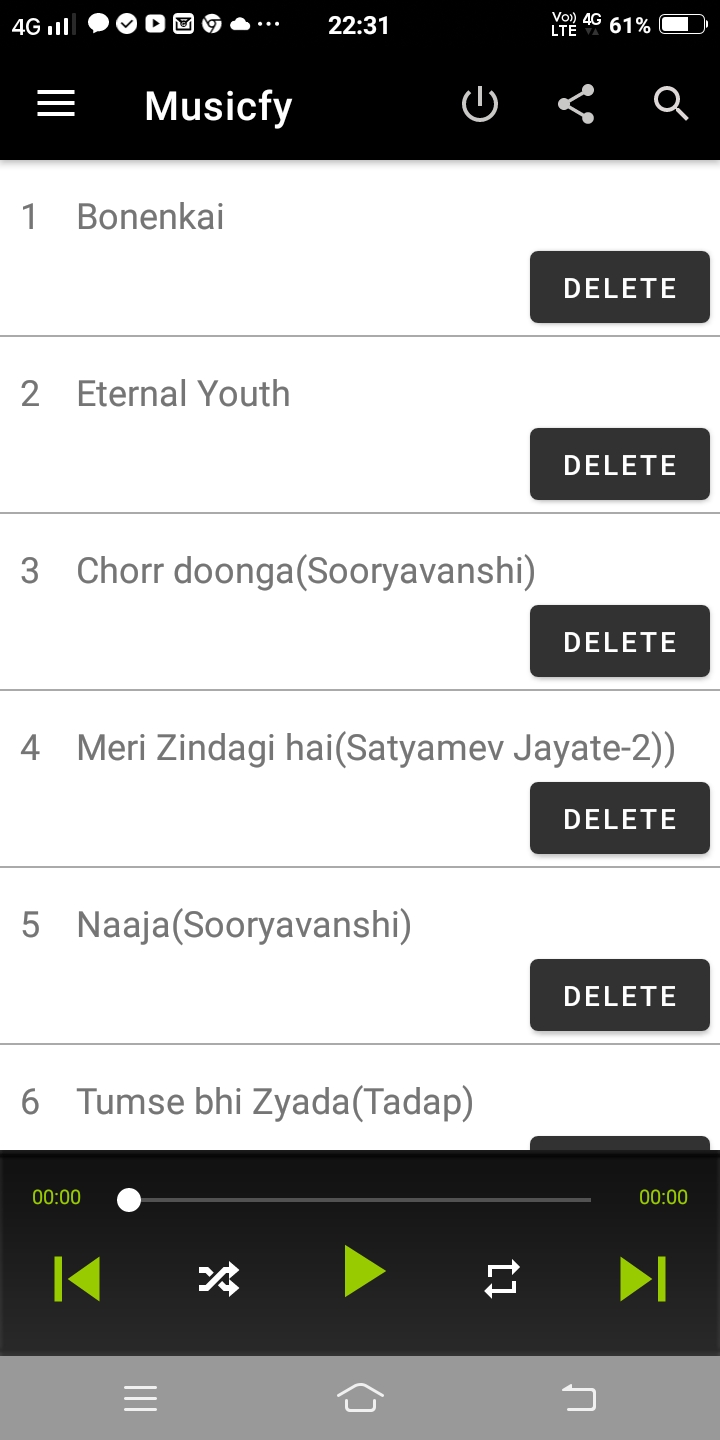 4G 22:31 Vo)) LTE 4G 61%
Musicfy
1 Bonenkai
DELETE
2 Eternal Youth
DELETE
3 Chorr doonga(Sooryavanshi)
DELETE
4 Meri Zindagi hai(Satyamev Jayate-2))
DELETE
5 Naaja(Sooryavanshi)
DELETE
6 Tumse bhi Zyada(Tadap)
00:00 00:00